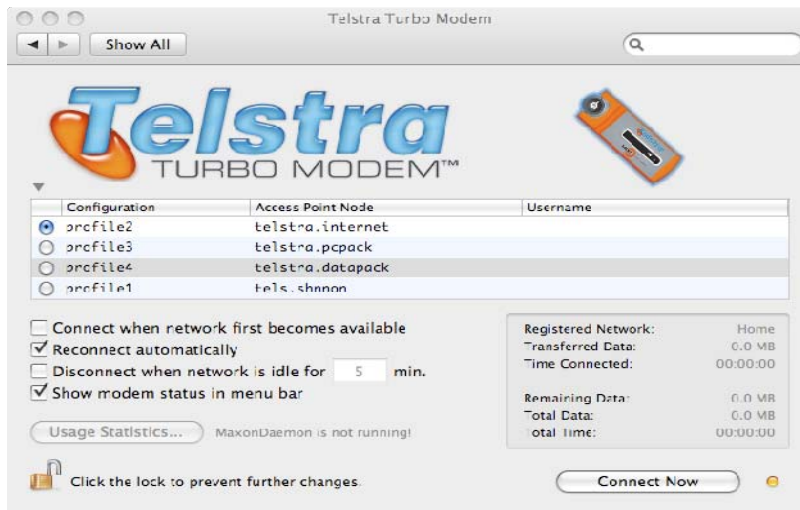 Telstra Turbo Modem
Show All
Telstra
TURBO MODEM™
Configuration Access Point Node Username
profile2 telstra.internet
profile3 telstra.pcpack
profile4 telstra.datapack
profile1
Connect when network first becomes available
Reconnect automatically
Disconnect when network is idle for 5 min.
Show modem status in menu bar
Usage Statistics... MaxonDaemon is not running!
Registered Network: Home
Transferred Data: 0.0 MB
Time Connected: 00:00:00
Remaining Data: 0.0 MB
Total Data: 0.0 MB
Total Time: 00:00:00
Click the lock to prevent further changes.
Connect Now